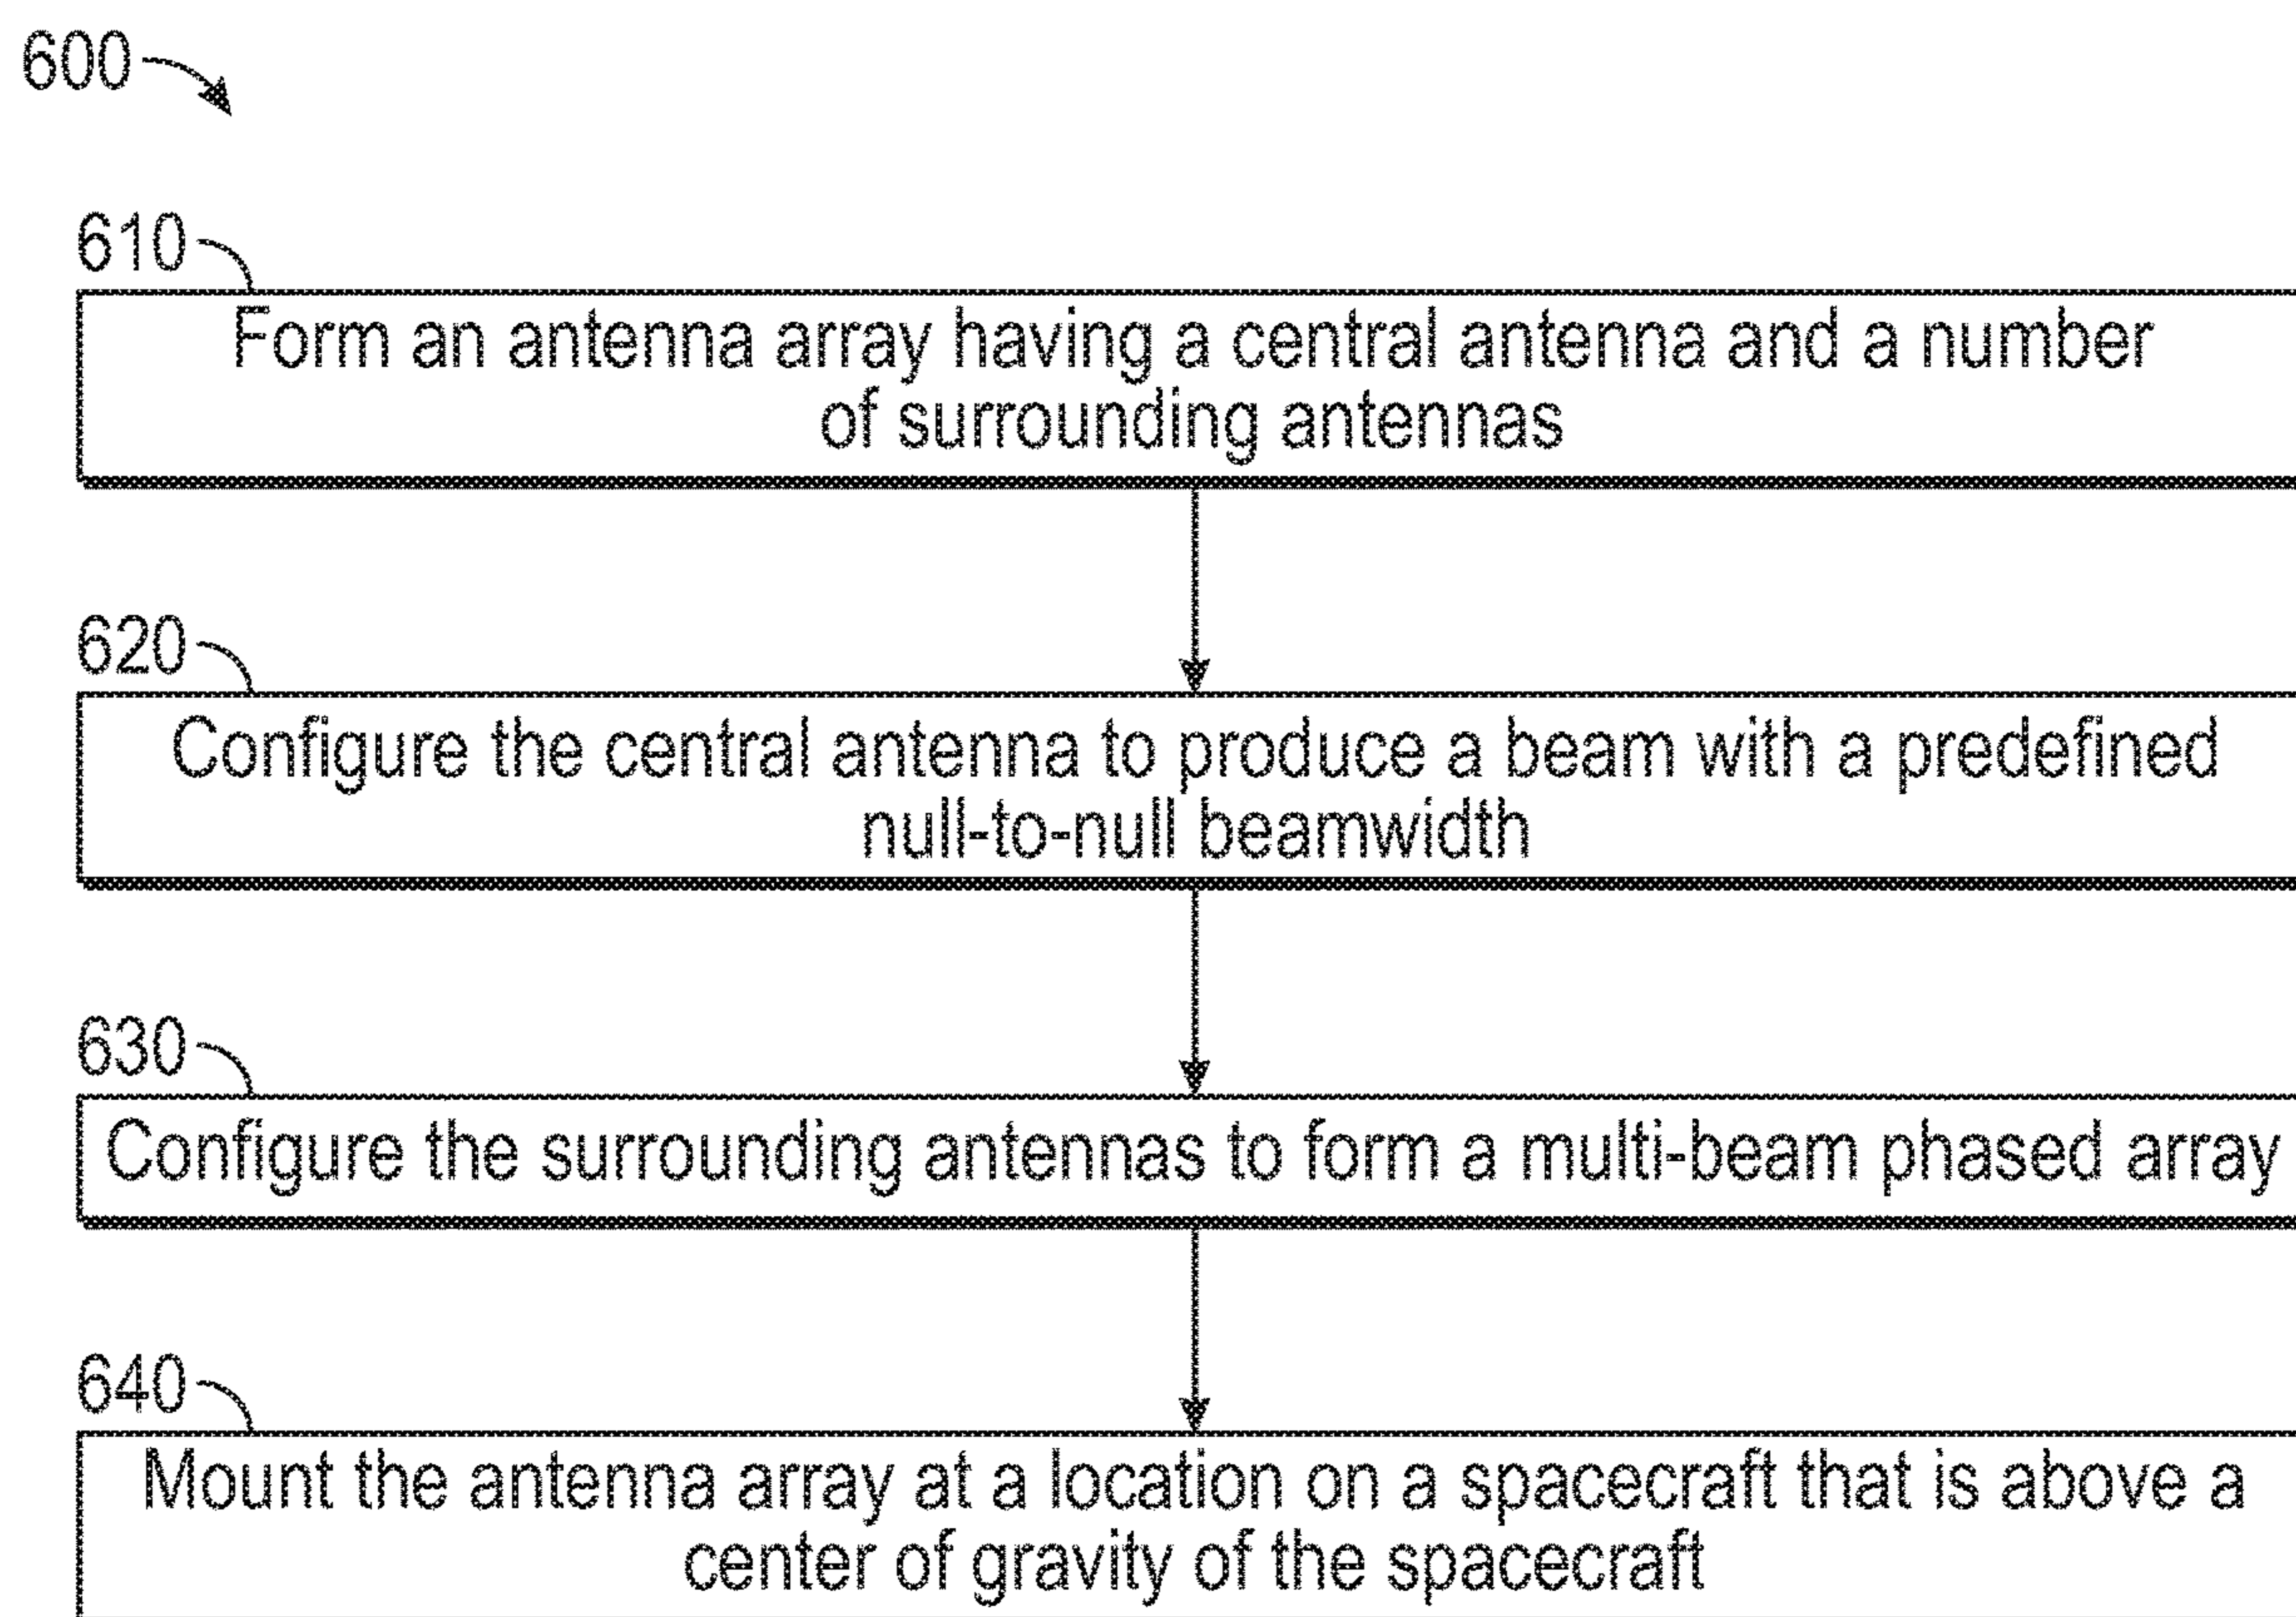 600
610
Form an antenna array having a central antenna and a number
of surrounding antennas
620
Configure the central antenna to produce a beam with a predefined
null-to-null beamwidth
630
Configure the surrounding antennas to form a multi-beam phased array
640
Mount the antenna array at a location on a spacecraft that is above a
center of gravity of the spacecraft